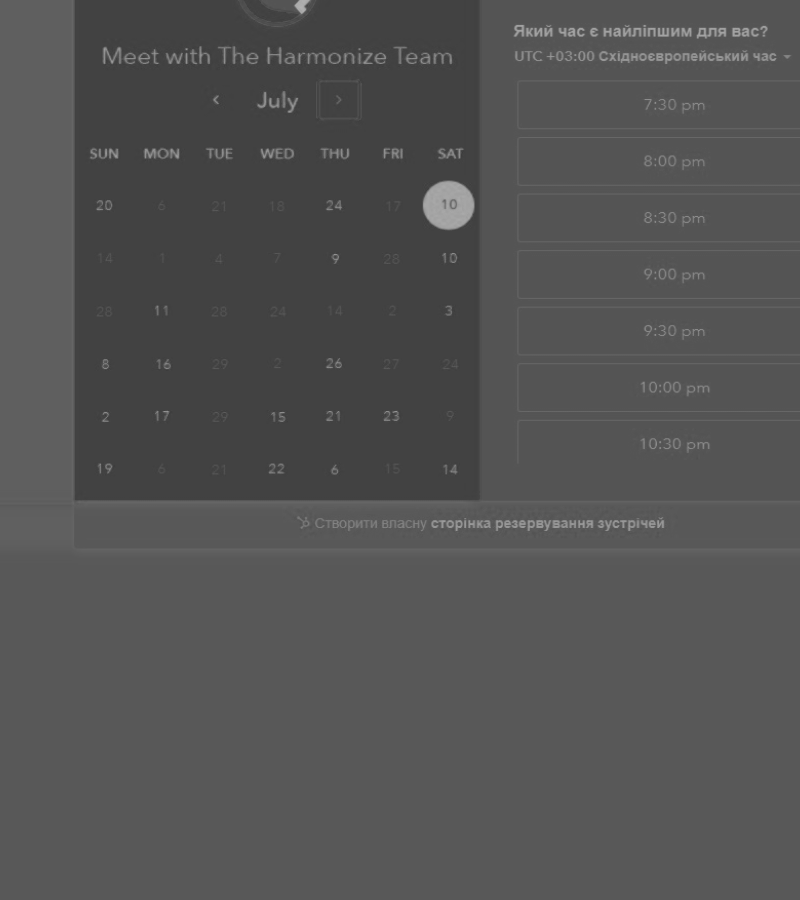 Meet with The Harmonize Team
‹ July ›
SUN MON TUE WED THU FRI SAT
20 6 21 18 24 17 10
14 1 4 7 9 28 10
28 11 28 24 14 2 3
8 16 29 2 26 27 24
2 17 29 15 21 23 9
19 6 21 22 6 15 14
Який час є найліпшим для вас?
UTC +03:00 Східноєвропейський час
7:30 pm
8:00 pm
8:30 pm
9:00 pm
9:30 pm
10:00 pm
10:30 pm
Створити власну сторінка резервування зустрічей